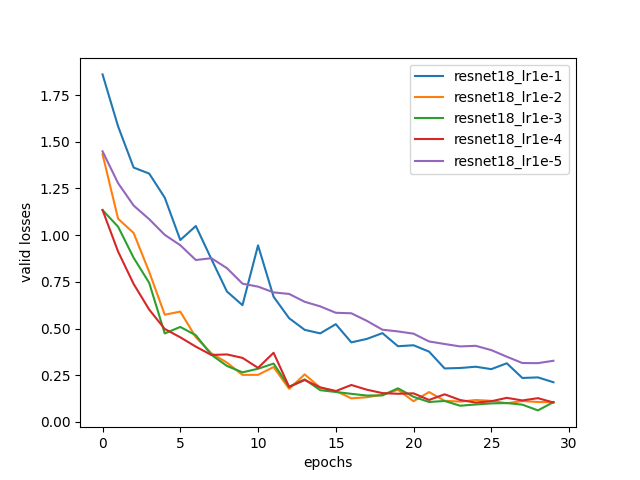 resnet18_lr1e-1
resnet18_lr1e-2
resnet18_lr1e-3
resnet18_lr1e-4
resnet18_lr1e-5
valid losses
1.75
1.50
1.25
1.00
0.75
0.50
0.25
0.00
0 5 10 15 20 25 30
epochs